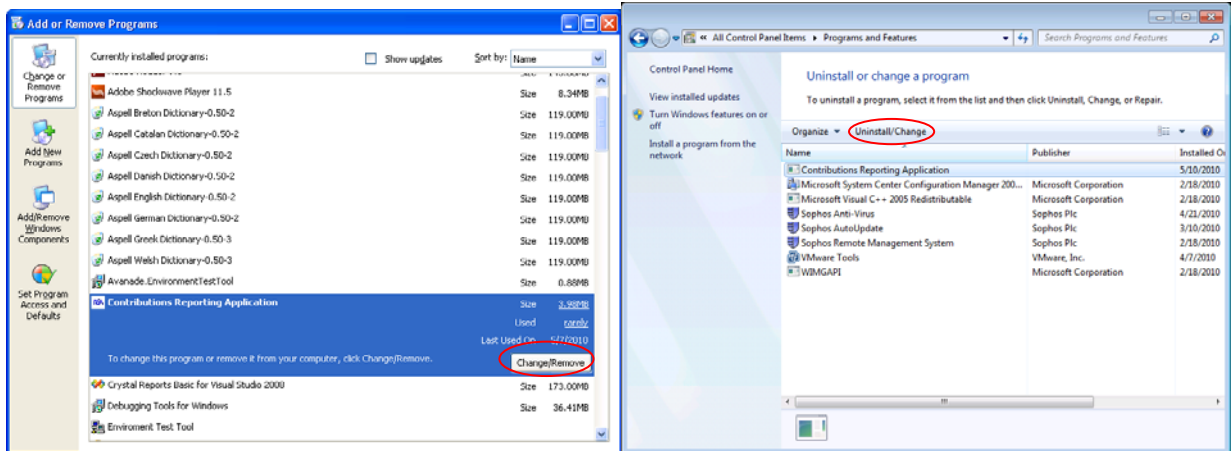 Add or Remove Programs
Change or
Remove
Programs
Add New
Programs
Add/Remove
Windows
Components
Set Program
Access and
Defaults
Currently installed programs:
Show updates
Sort by: Name
Adobe Shockwave Player 11.5 Size 8.34MB
Aspell Breton Dictionary-0.50-2 Size 119.00MB
Aspell Catalan Dictionary-0.50-2 Size 119.00MB
Aspell Czech Dictionary-0.50-2 Size 119.00MB
Aspell Danish Dictionary-0.50-2 Size 119.00MB
Aspell English Dictionary-0.50-2 Size 119.00MB
Aspell German Dictionary-0.50-2 Size 119.00MB
Aspell Greek Dictionary-0.50-3 Size 119.00MB
Aspell Welsh Dictionary-0.50-3 Size 119.00MB
Avanade.EnvironmentTestTool Size 0.88MB
Contributions Reporting Application Size 3.98MB
Used rarely
Last Used On 5/7/2010
To change this program or remove it from your computer, click Change/Remove.
Change/Remove
Crystal Reports Basic for Visual Studio 2008 Size 173.00MB
Debugging Tools for Windows Size 36.41MB
Enviroment Test Tool
« All Control Panel Items Programs and Features
Search Programs and Features
Control Panel Home
View installed updates
Turn Windows features on or
off
Install a program from the
network
Uninstall or change a program
To uninstall a program, select it from the list and then click Uninstall, Change, or Repair.
Organize Uninstall/Change
Name Publisher Installed
Contributions Reporting Application 5/10/2010
Microsoft System Center Configuration Manager 200... Microsoft Corporation 2/18/2010
Microsoft Visual C++ 2005 Redistributable Microsoft Corporation 2/18/2010
Sophos Anti-Virus Sophos Plc 4/21/2010
Sophos AutoUpdate Sophos Plc 3/10/2010
Sophos Remote Management System Sophos Plc 2/18/2010
VMware Tools VMware, Inc. 4/7/2010
WIMGAPI Microsoft Corporation 2/18/2010